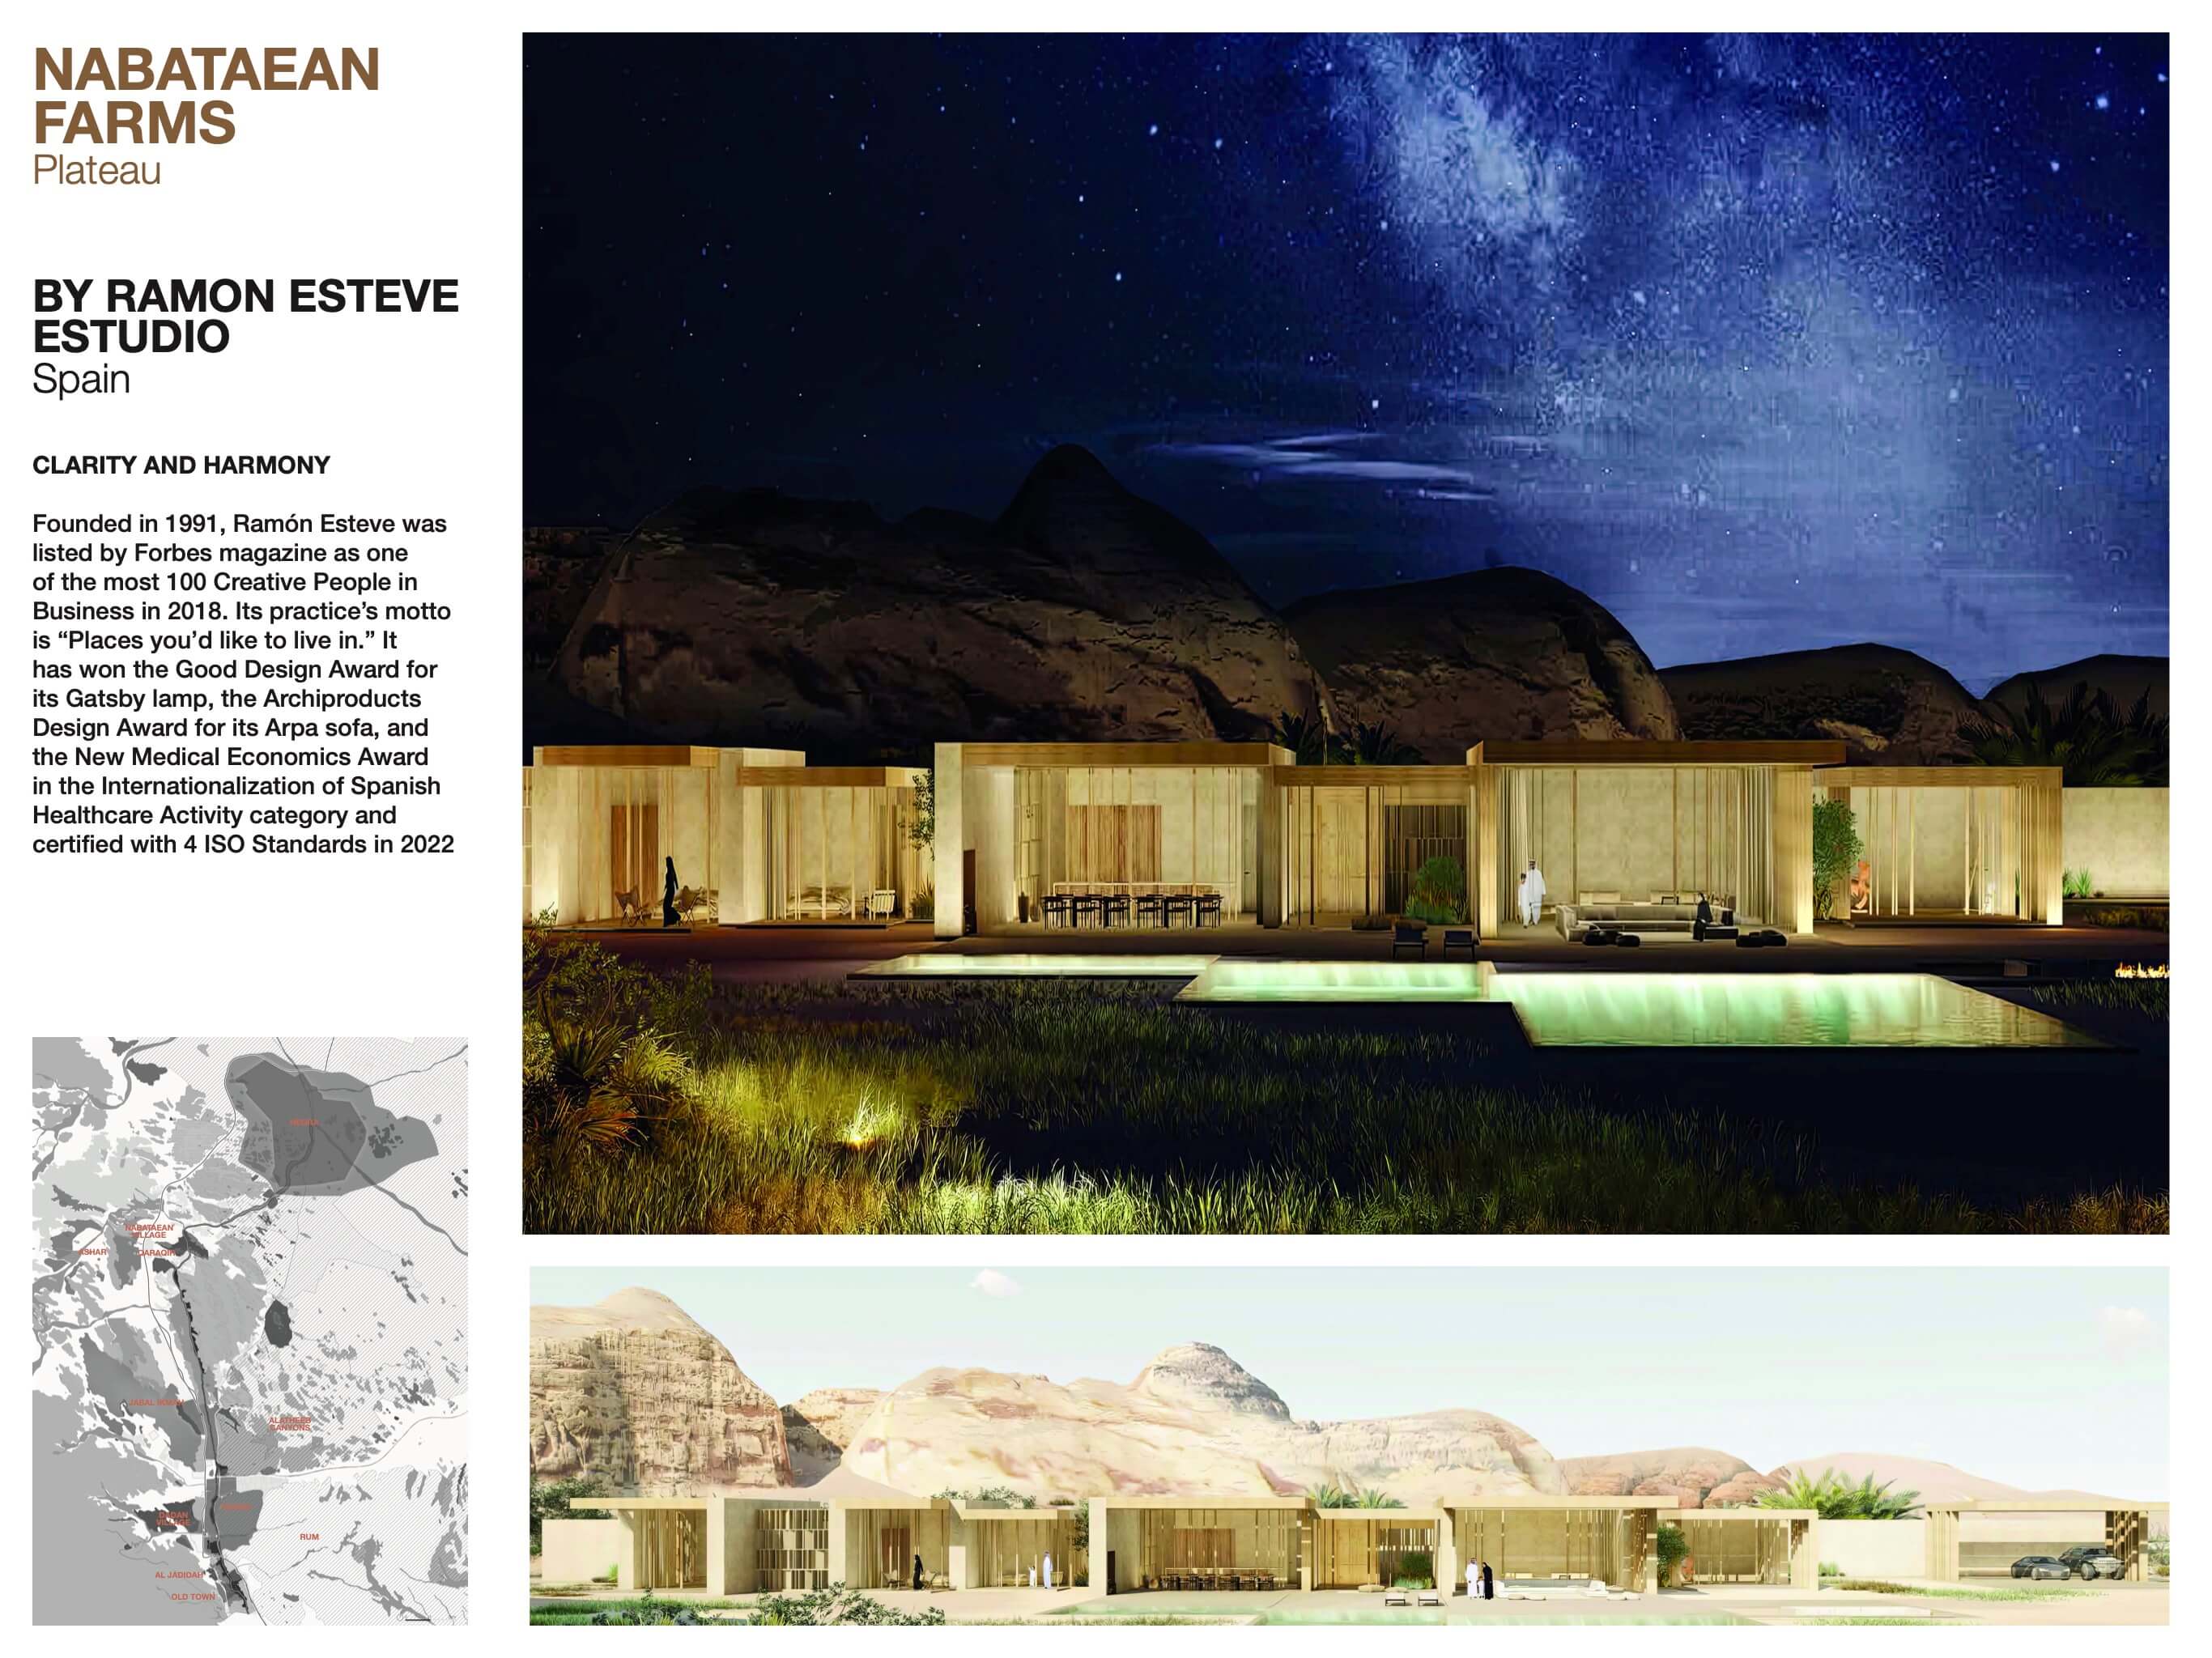 NABATAEAN
FARMS
Plateau
BY RAMON ESTEVE
ESTUDIO
Spain
CLARITY AND HARMONY
Founded in 1991, Ramón Esteve was
listed by Forbes magazine as one
of the most 100 Creative People in
Business in 2018. Its practice’s motto
is “Places you’d like to live in.” It
has won the Good Design Award for
its Gatsby lamp, the Archiproducts
Design Award for its Arpa sofa, and
the New Medical Economics Award
in the Internationalization of Spanish
Healthcare Activity category and
certified with 4 ISO Standards in 2022
NABATAEAN
VILLAGE
ASHAR
QARAQIR
JABAL
ALATHEEB
CANYONS
DADAN
VILLAGE
RUM
AL JADIDAH
OLD TOWN